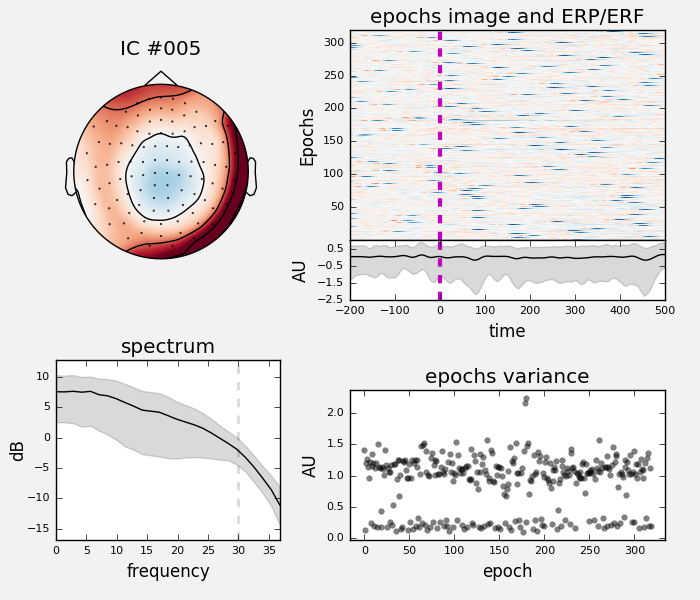 IC #005
epochs image and ERP/ERF
Epochs
300
250
200
150
100
50
AU
0.5
−0.5
−1.5
−2.5
−200 −100 0 100 200 300 400 500
time
spectrum
dB
10
5
0
−5
−10
−15
0 5 10 15 20 25 30 35
frequency
epochs variance
AU
2.0
1.5
1.0
0.5
0.0
0 50 100 150 200 250 300
epoch